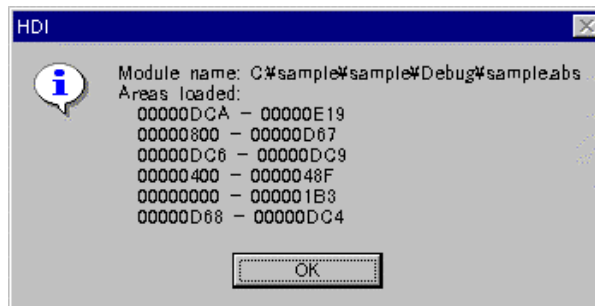 HDI
Module name: C¥sample¥sample¥Debug¥sample.abs
Areas loaded:
00000DCA - 00000E19
00000800 - 00000D67
00000DC6 - 00000DC9
00000400 - 0000048F
00000000 - 000001B3
00000D68 - 00000DC4
OK